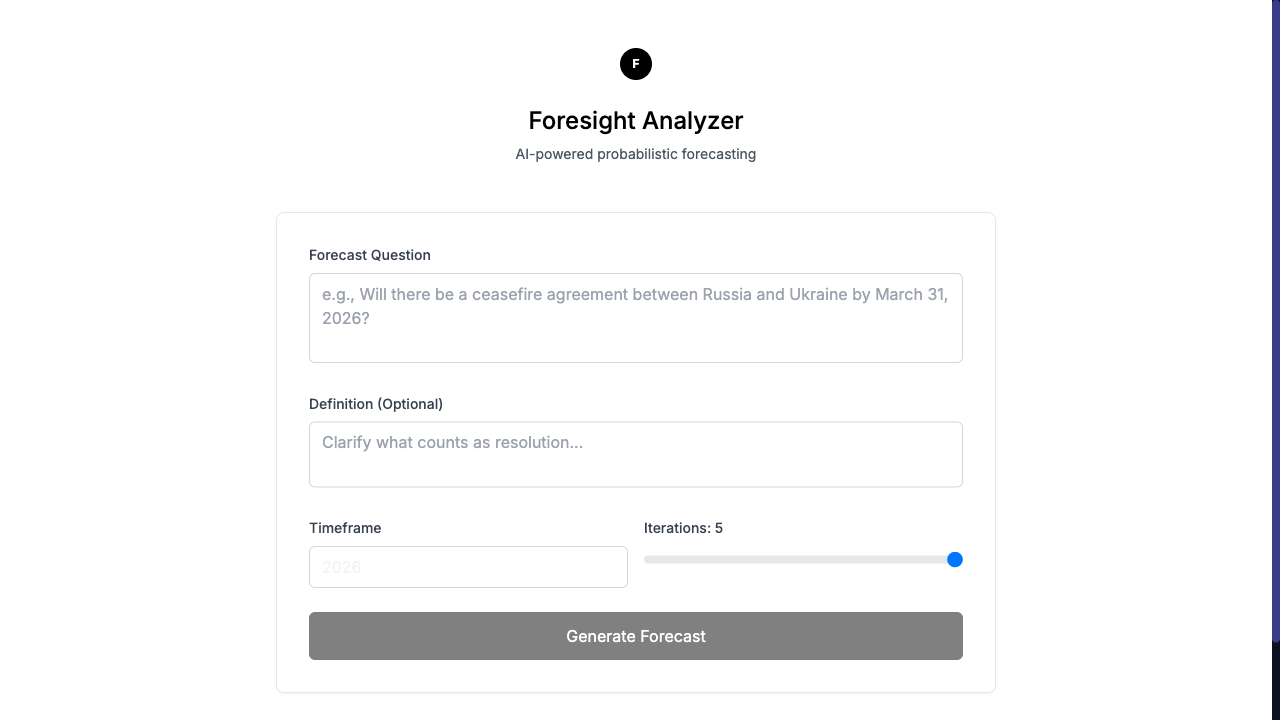 F
Foresight Analyzer
AI-powered probabilistic forecasting
Forecast Question
e.g., Will there be a ceasefire agreement between Russia and Ukraine by March 31,
2026?
Definition (Optional)
Clarify what counts as resolution...
Timeframe
Iterations: 5
2026
Generate Forecast